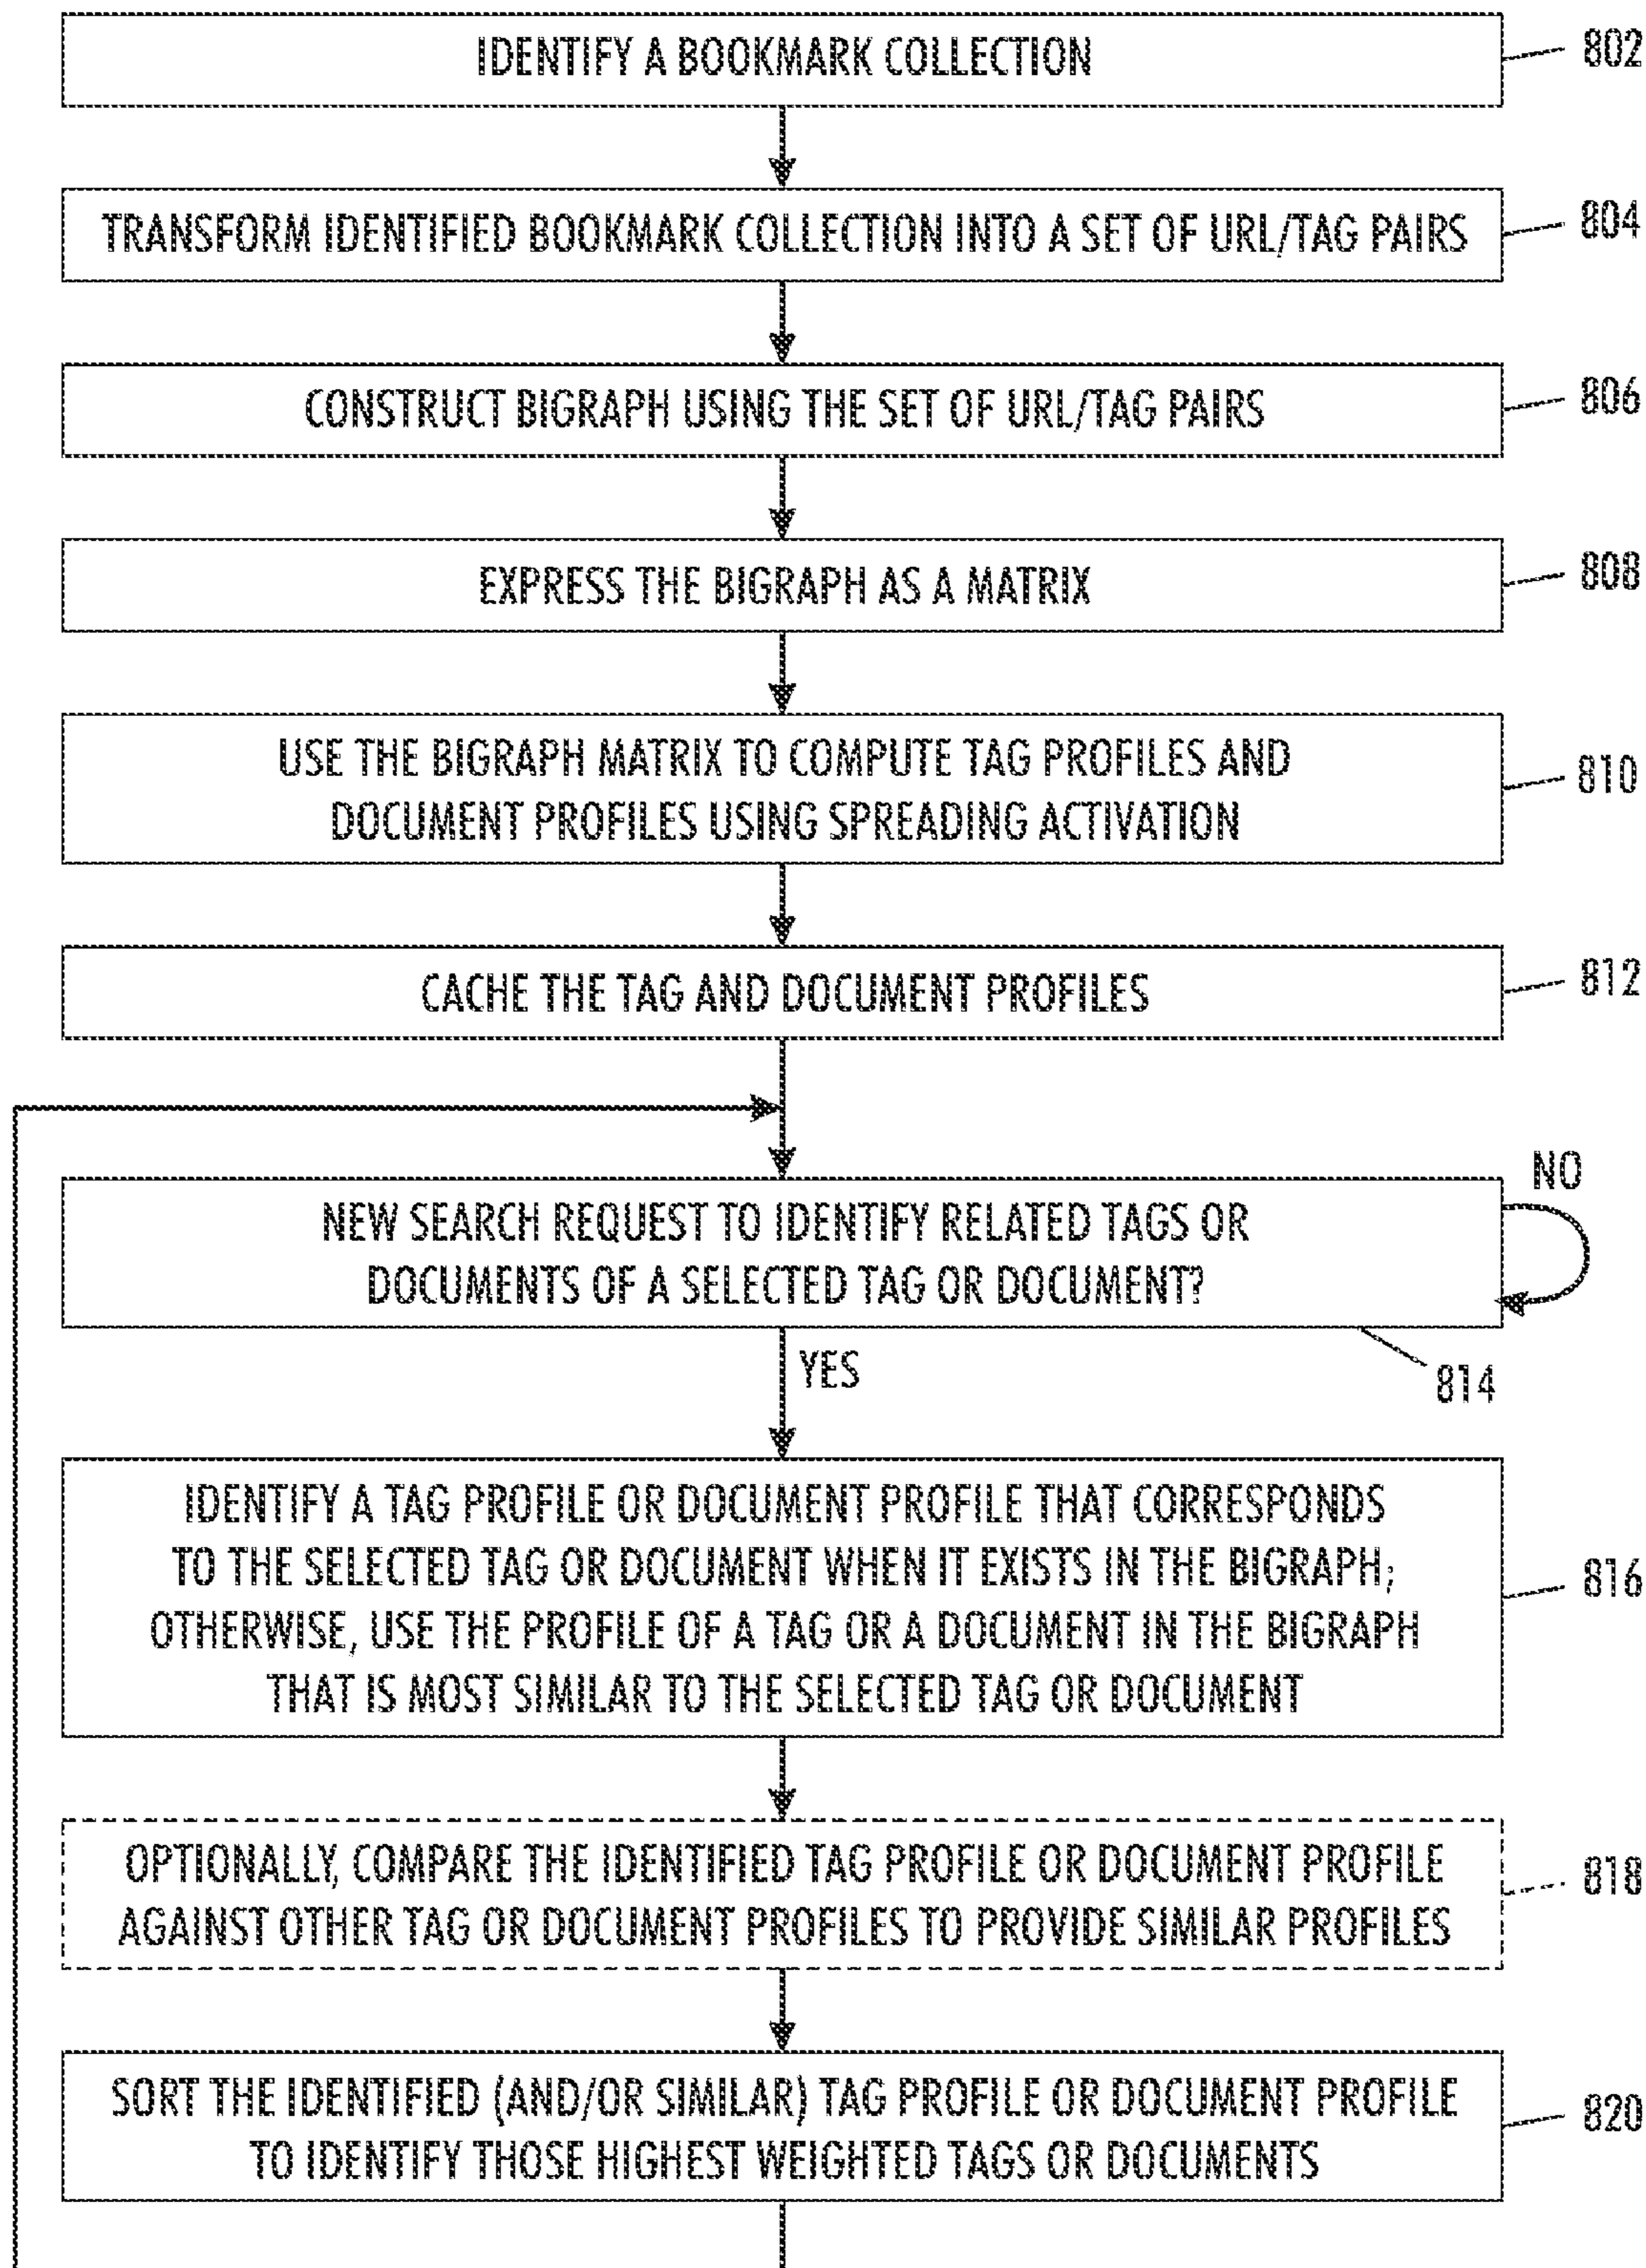 IDENTIFY A BOOKMARK COLLECTION
802
TRANSFORM IDENTIFIED BOOKMARK COLLECTION INTO A SET OF URL/TAG PAIRS
804
CONSTRUCT BIGRAPH USING THE SET OF URL/TAG PAIRS
806
EXPRESS THE BIGRAPH AS A MATRIX
808
USE THE BIGRAPH MATRIX TO COMPUTE TAG PROFILES AND
DOCUMENT PROFILES USING SPREADING ACTIVATION
810
CACHE THE TAG AND DOCUMENT PROFILES
812
NEW SEARCH REQUEST TO IDENTIFY RELATED TAGS OR
DOCUMENTS OF A SELECTED TAG OR DOCUMENT?
NO
814
YES
IDENTIFY A TAG PROFILE OR DOCUMENT PROFILE THAT CORRESPONDS
TO THE SELECTED TAG OR DOCUMENT WHEN IT EXISTS IN THE BIGRAPH;
OTHERWISE, USE THE PROFILE OF A TAG OR A DOCUMENT IN THE BIGRAPH
THAT IS MOST SIMILAR TO THE SELECTED TAG OR DOCUMENT
816
OPTIONALLY, COMPARE THE IDENTIFIED TAG PROFILE OR DOCUMENT PROFILE
AGAINST OTHER TAG OR DOCUMENT PROFILES TO PROVIDE SIMILAR PROFILES
818
SORT THE IDENTIFIED (AND/OR SIMILAR) TAG PROFILE OR DOCUMENT PROFILE
TO IDENTIFY THOSE HIGHEST WEIGHTED TAGS OR DOCUMENTS
820